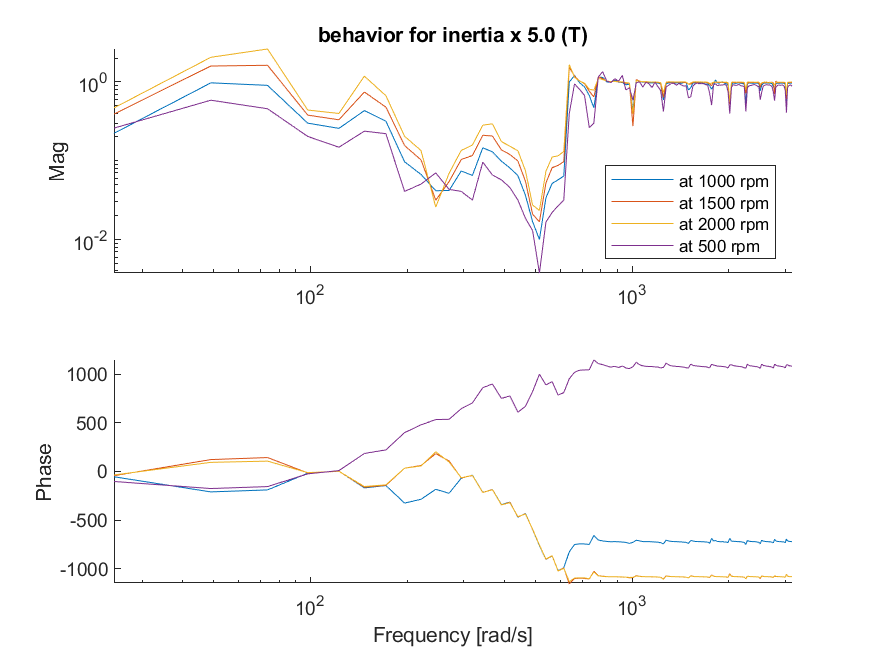 behavior for inertia x 5.0 (T)
10^0
Mag
10^-2
at 1000 rpm
at 1500 rpm
at 2000 rpm
at 500 rpm
10^2
10^3
1000
500
0
Phase
-500
-1000
10^2
10^3
Frequency [rad/s]